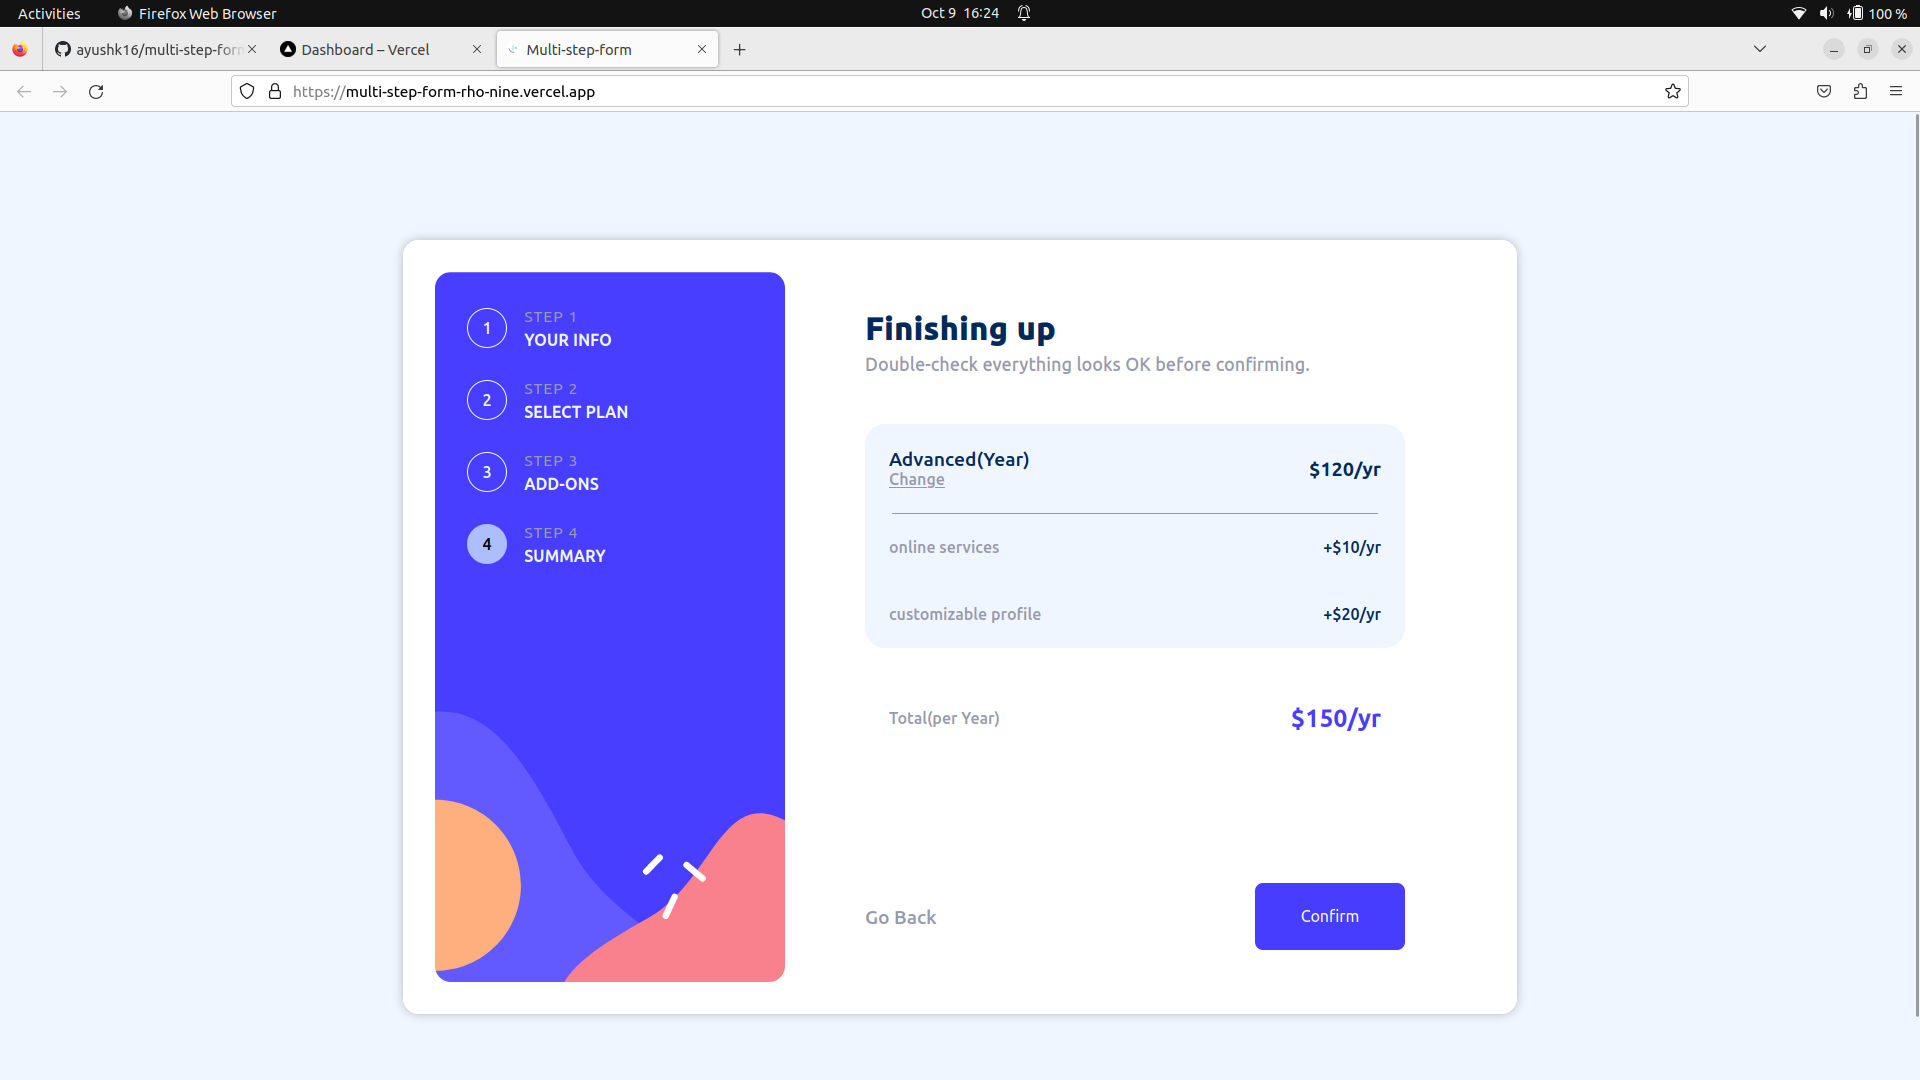 Activities Firefox Web Browser Oct 9 16:24 100 %
ayushk16/multi-step-form Dashboard – Vercel Multi-step-form
https://multi-step-form-rho-nine.vercel.app
1 STEP 1
YOUR INFO
2 STEP 2
SELECT PLAN
3 STEP 3
ADD-ONS
4 STEP 4
SUMMARY
Finishing up
Double-check everything looks OK before confirming.
Advanced(Year) $120/yr
Change
online services +$10/yr
customizable profile +$20/yr
Total(per Year) $150/yr
Go Back Confirm